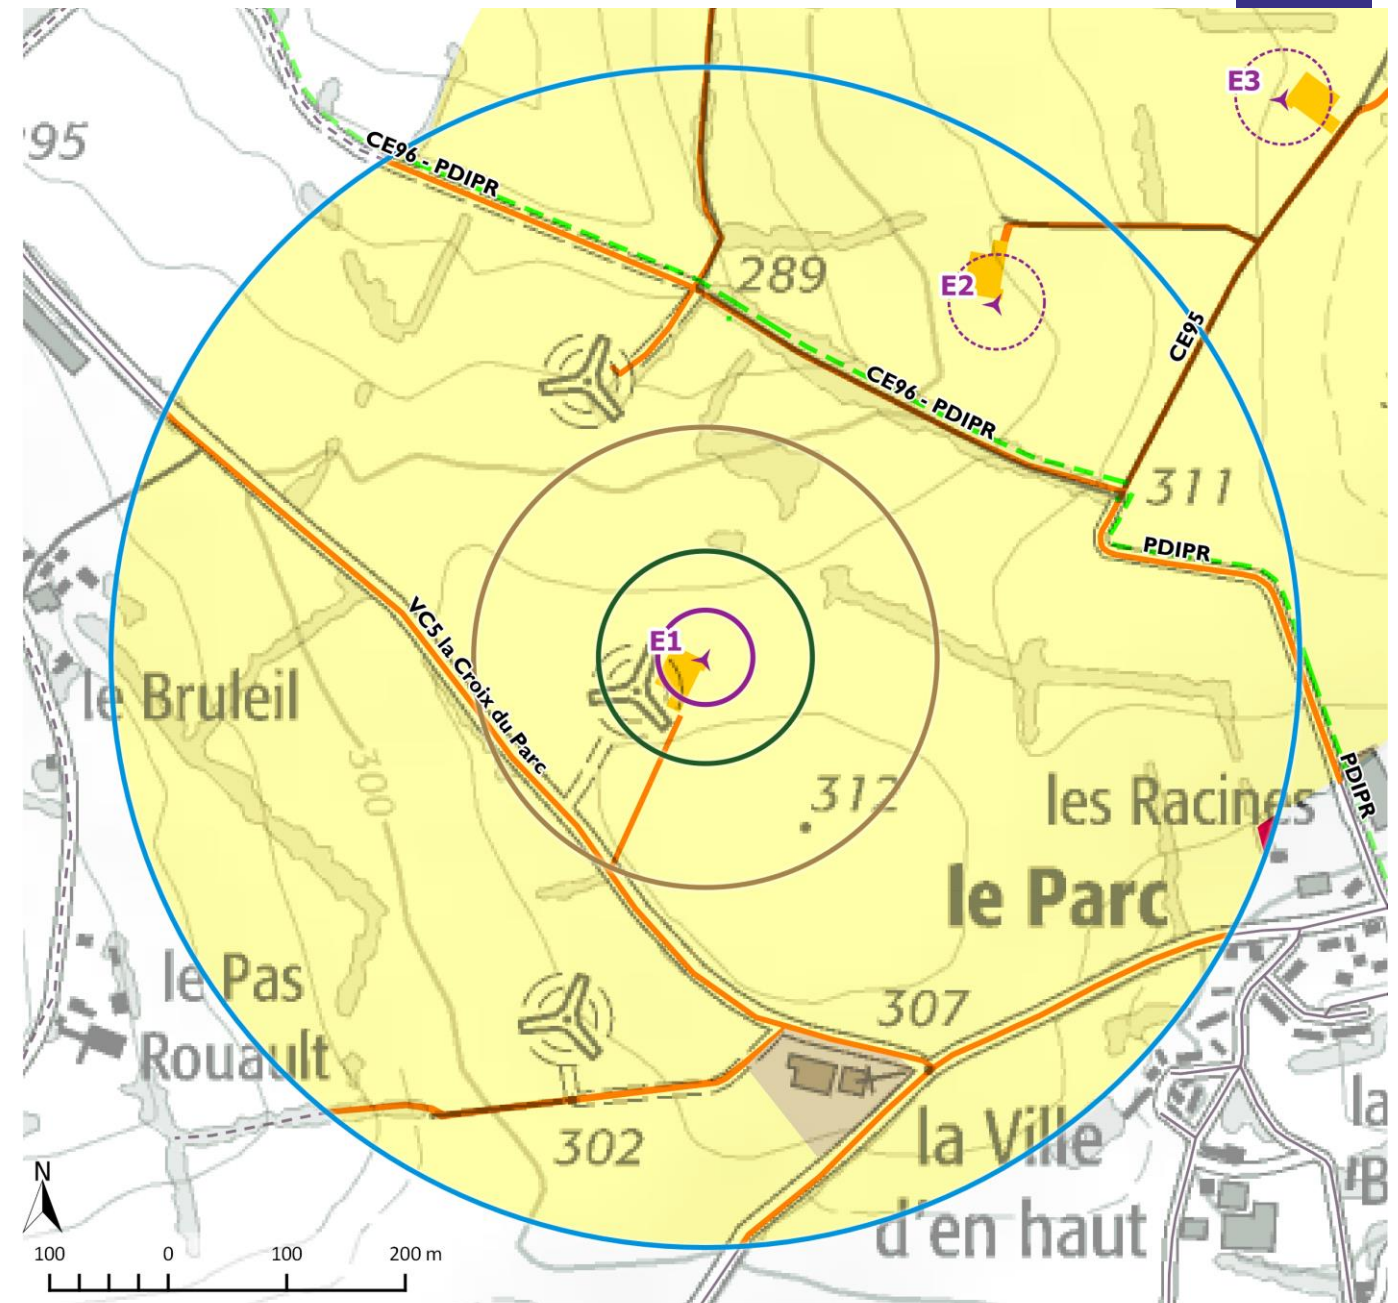 E3
95
CE96 - PDIPR
289
E2
CE95
CE96 - PDIPR
311
PDIPR
E1
VC5 la Croix du Parc
le Bruleil
300
312
les Racines
PDIPR
le Parc
le Pas
Rouault
307
302
la Ville
d'en haut
la
'B
N
100 0 100 200 m